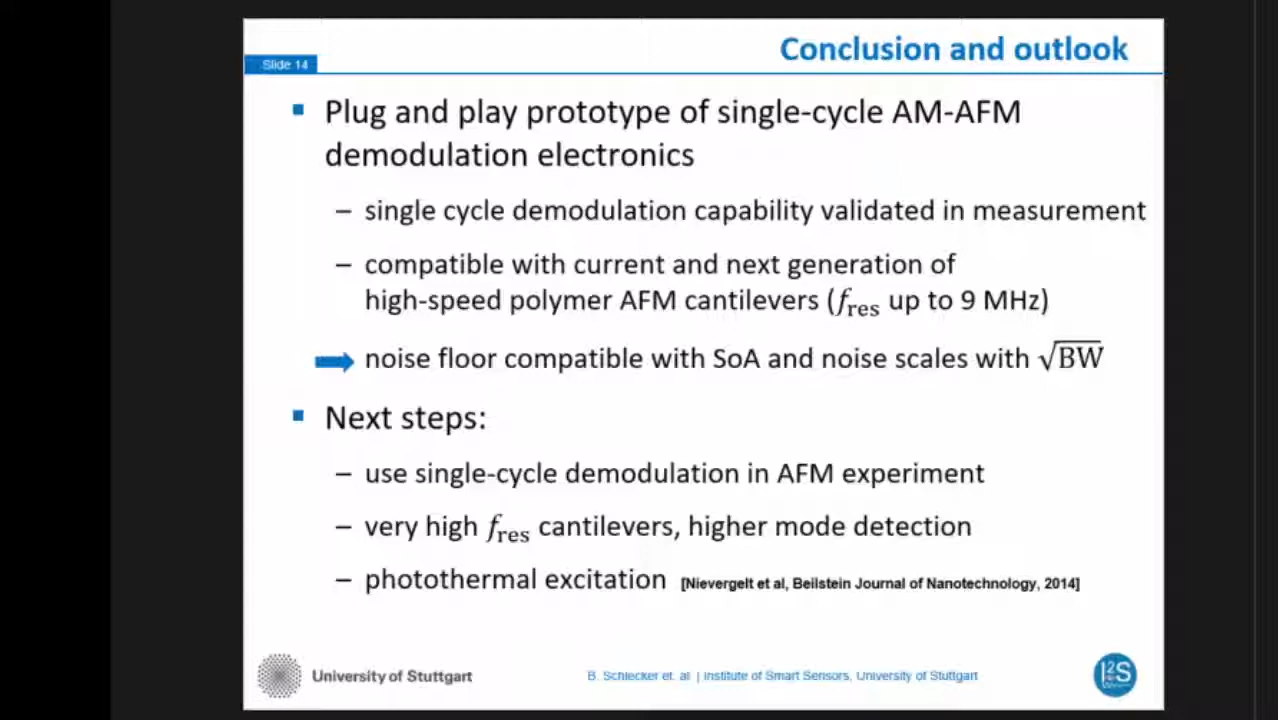 Conclusion and outlook
Slide 14
▪ Plug and play prototype of single-cycle AM-AFM
demodulation electronics
– single cycle demodulation capability validated in measurement
– compatible with current and next generation of
high-speed polymer AFM cantilevers (fres up to 9 MHz)
noise floor compatible with SoA and noise scales with √BW
▪ Next steps:
– use single-cycle demodulation in AFM experiment
– very high fres cantilevers, higher mode detection
– photothermal excitation [Nievergelt et al, Beilstein Journal of Nanotechnology, 2014]
University of Stuttgart
B. Schlecker et. al | Institute of Smart Sensors, University of Stuttgart